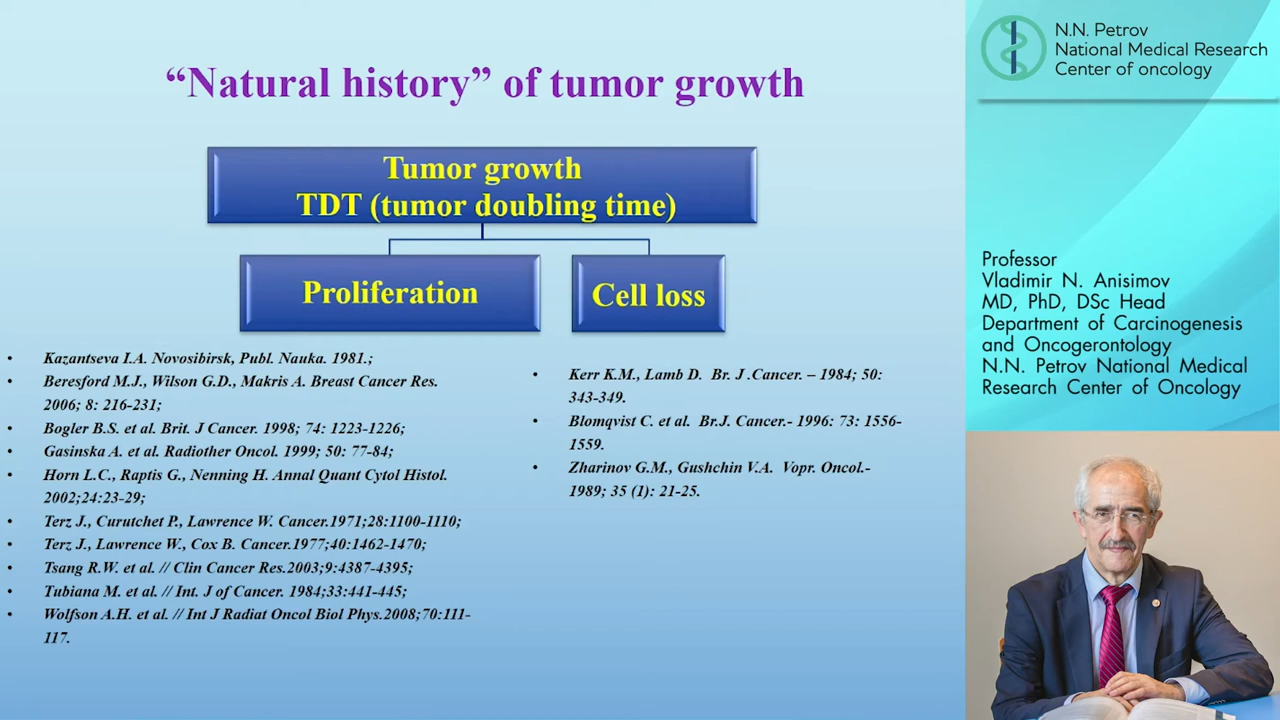 “Natural history” of tumor growth
Tumor growth
TDT (tumor doubling time)
Proliferation
Cell loss
• Kazantseva I.A. Novosibirsk, Publ. Nauka. 1981.;
• Beresford M.J., Wilson G.D., Makris A. Breast Cancer Res.
2006; 8: 216-231;
• Bogler B.S. et al. Brit. J Cancer. 1998; 74: 1223-1226;
• Gasinska A. et al. Radiother Oncol. 1999; 50: 77-84;
• Horn L.C., Raptis G., Nenning H. Annal Quant Cytol Histol.
2002;24:23-29;
• Terz J., Curutchet P., Lawrence W. Cancer.1971;28:1100-1110;
• Terz J., Lawrence W., Cox B. Cancer.1977;40:1462-1470;
• Tsang R.W. et al. // Clin Cancer Res.2003;9:4387-4395;
• Tubiana M. et al. // Int. J of Cancer. 1984;33:441-445;
• Wolfson A.H. et al. // Int J Radiat Oncol Biol Phys.2008;70:111-
117.
• Kerr K.M., Lamb D. Br. J .Cancer. – 1984; 50:
343-349.
• Blomqvist C. et al. Br.J. Cancer.- 1996: 73: 1556-
1559.
• Zharinov G.M., Gushchin V.A. Vopr. Oncol.-
1989; 35 (1): 21-25.
N.N. Petrov
National Medical Research
Center of oncology
Professor
Vladimir N. Anisimov
MD, PhD, DSc Head
Department of Carcinogenesis
and Oncogerontology
N.N. Petrov National Medical
Research Center of Oncology